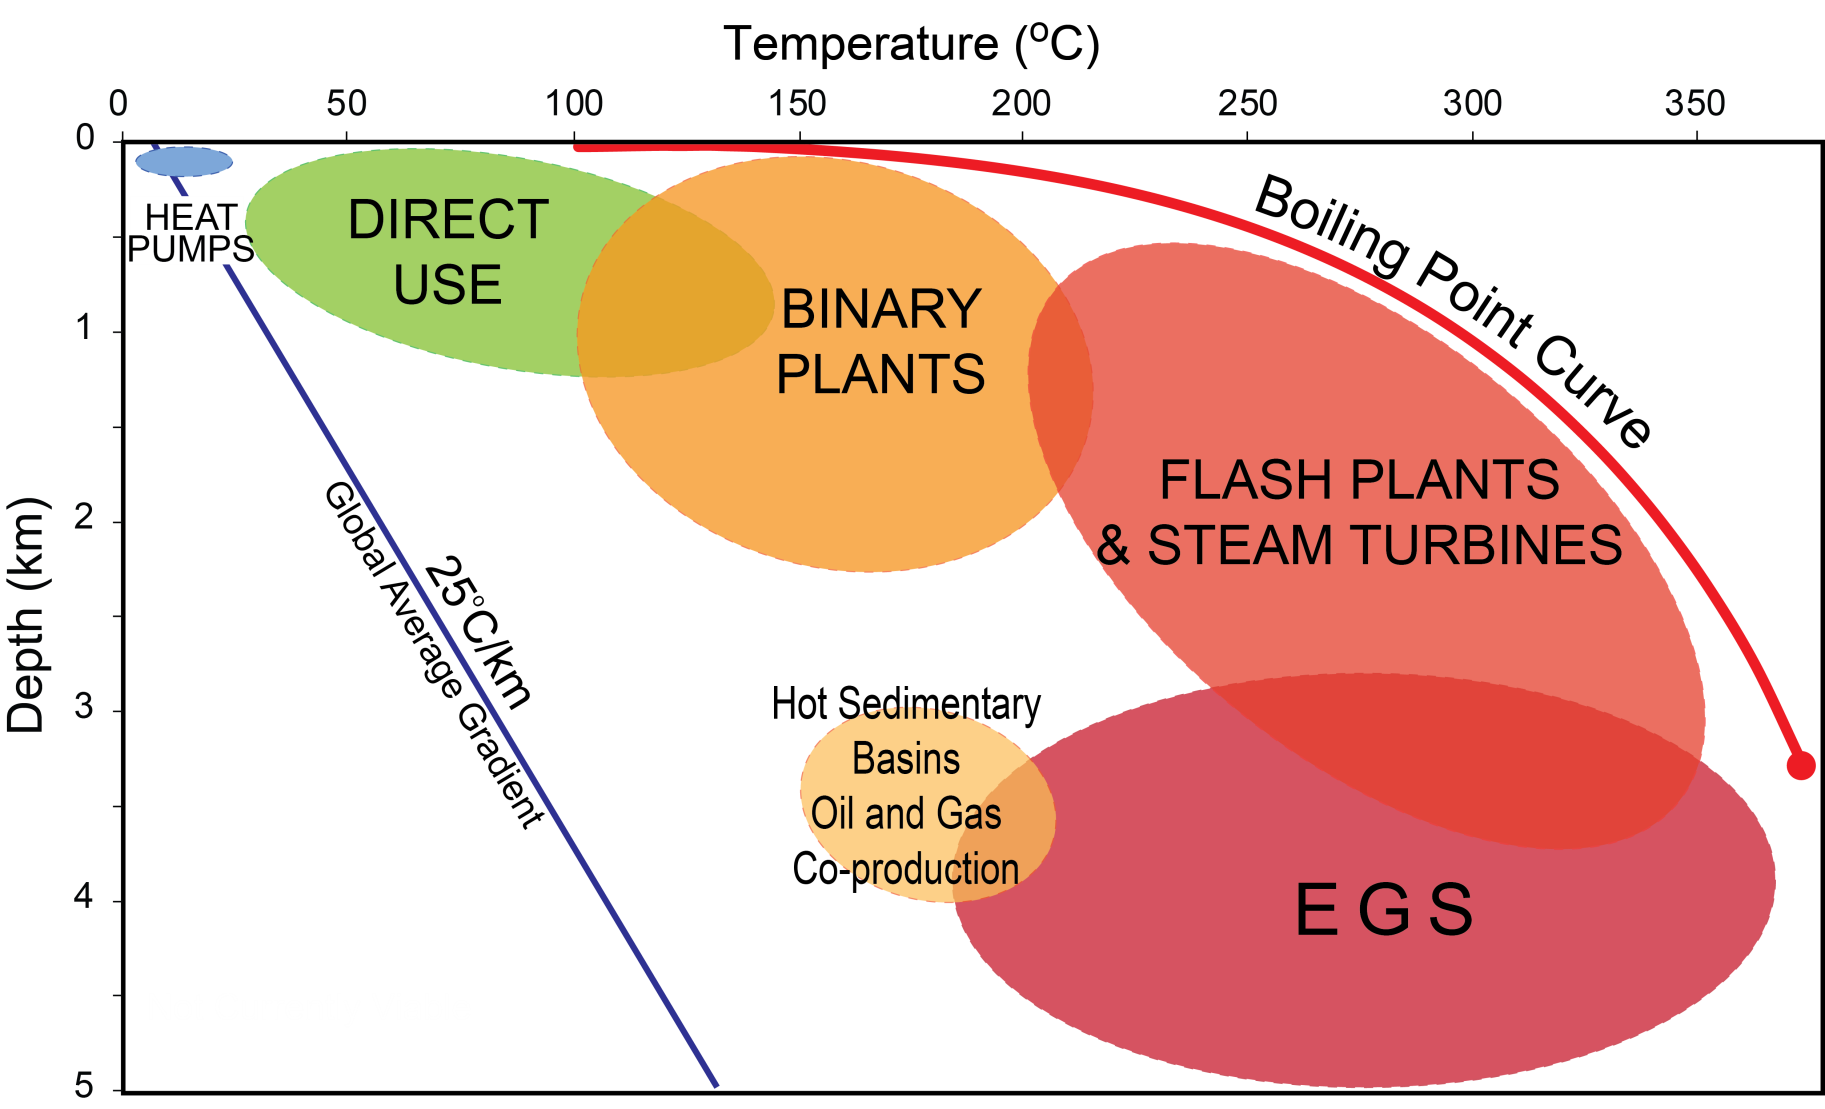 Temperature (ºC)
0 50 100 150 200 250 300 350
0
1
2
3
4
5
Depth (km)
HEAT
PUMPS
DIRECT
USE
BINARY
PLANTS
Boiling Point Curve
FLASH PLANTS
& STEAM TURBINES
25ºC/km
Global Average Gradient
Hot Sedimentary
Basins
Oil and Gas
Co-production
E G S